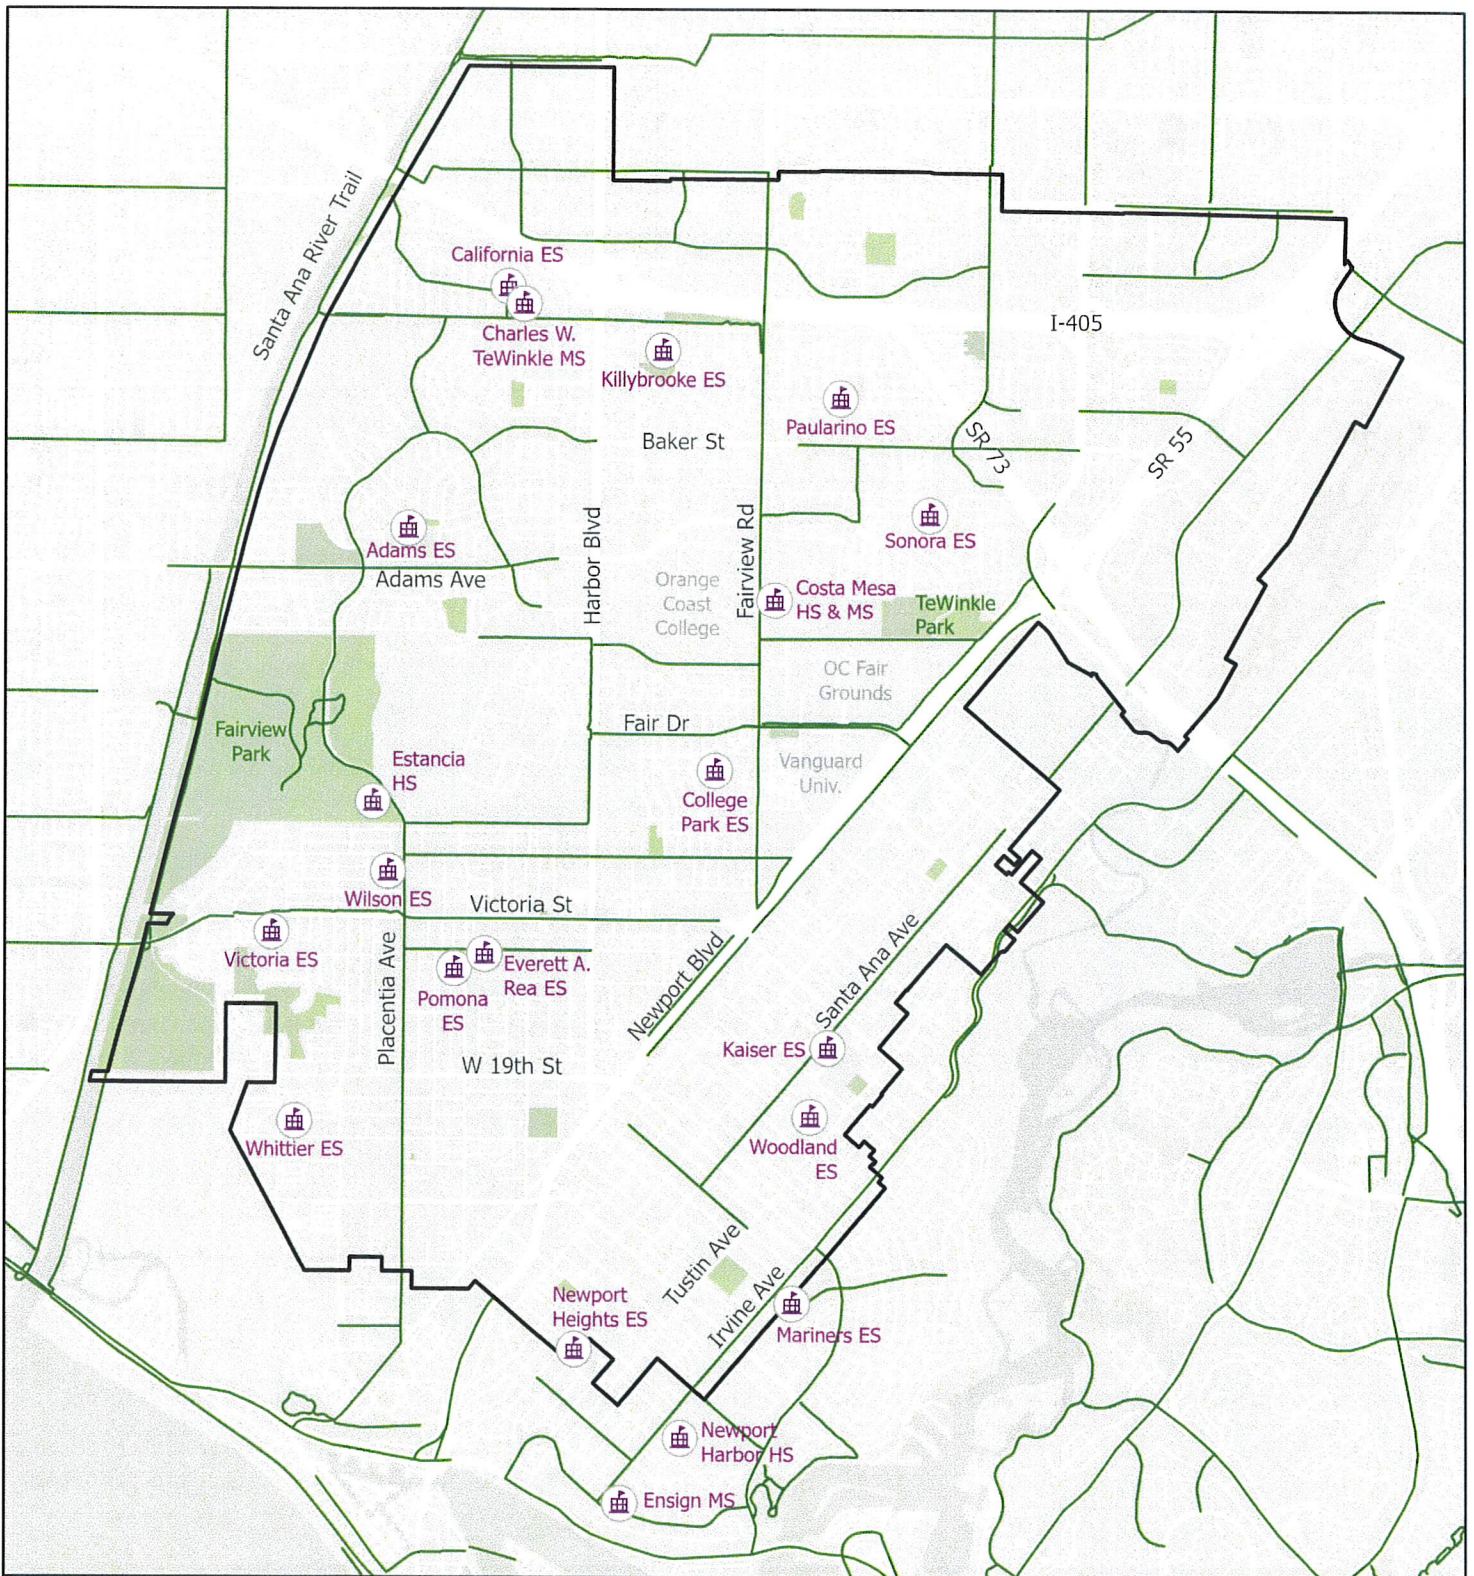 Santa Ana River Trail
California ES
Charles W.
TeWinkle MS
Killybrooke ES
I-405
Paularino ES
Baker St
SR 73
SR 55
Harbor Blvd
Fairview Rd
Sonora ES
Adams ES
Adams Ave
Orange
Coast
College
Costa Mesa
HS & MS
TeWinkle
Park
OC Fair
Grounds
Fairview
Park
Fair Dr
Estancia
HS
Vanguard
Univ.
College
Park ES
Wilson ES
Victoria St
Victoria ES
Placentia Ave
Everett A.
Rea ES
Pomona
ES
Newport Blvd
Santa Ana Ave
Kaiser ES
W 19th St
Whittier ES
Woodland
ES
Tustin Ave
Irvine Ave
Newport
Heights ES
Mariners ES
Newport
Harbor HS
Ensign MS